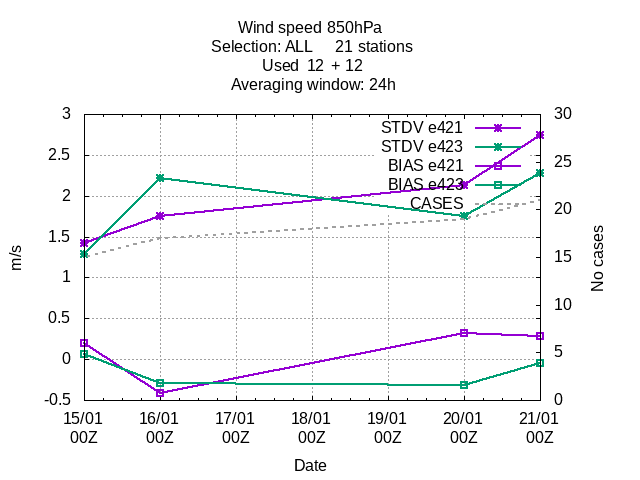 Wind speed 850hPa
Selection: ALL 21 stations
Used 12 + 12
Averaging window: 24h
3
2.5
2
1.5
1
0.5
0
-0.5
m/s
30
25
20
15
10
5
0
No cases
STDV e421
STDV e423
BIAS e421
BIAS e423
CASES
15/01 16/01 17/01 18/01 19/01 20/01 21/01
00Z 00Z 00Z 00Z 00Z 00Z 00Z
Date